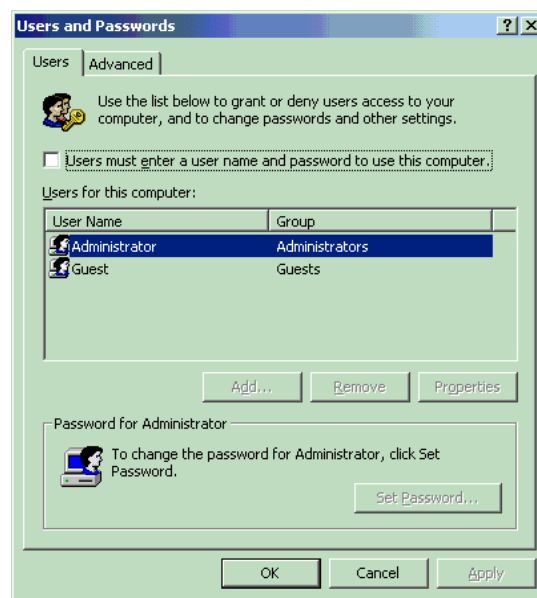 Users and Passwords
Users
Advanced
Use the list below to grant or deny users access to your
computer, and to change passwords and other settings.
Users must enter a user name and password to use this computer.
Users for this computer:
User Name Group
Administrator Administrators
Guest Guests
Add... Remove Properties
Password for Administrator
To change the password for Administrator, click Set
Password.
Set Password...
OK Cancel Apply